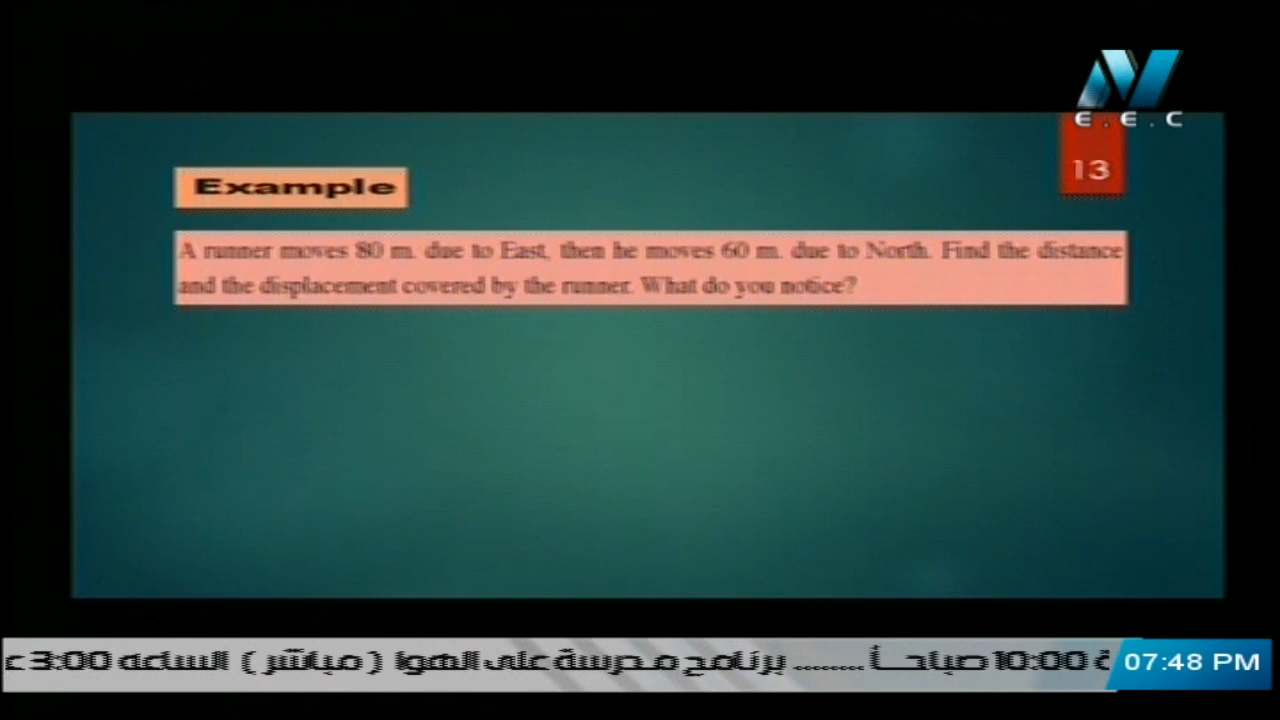 E.E.C
13
Example
A runner moves 80 m. due to East, then he moves 60 m. due to North. Find the distance
and the displacement covered by the runner. What do you notice?
10:00 صباحـــأ ........ برنامج مدرسة على الهوا ( مباشر ) الساعه 3:00
07:48 PM